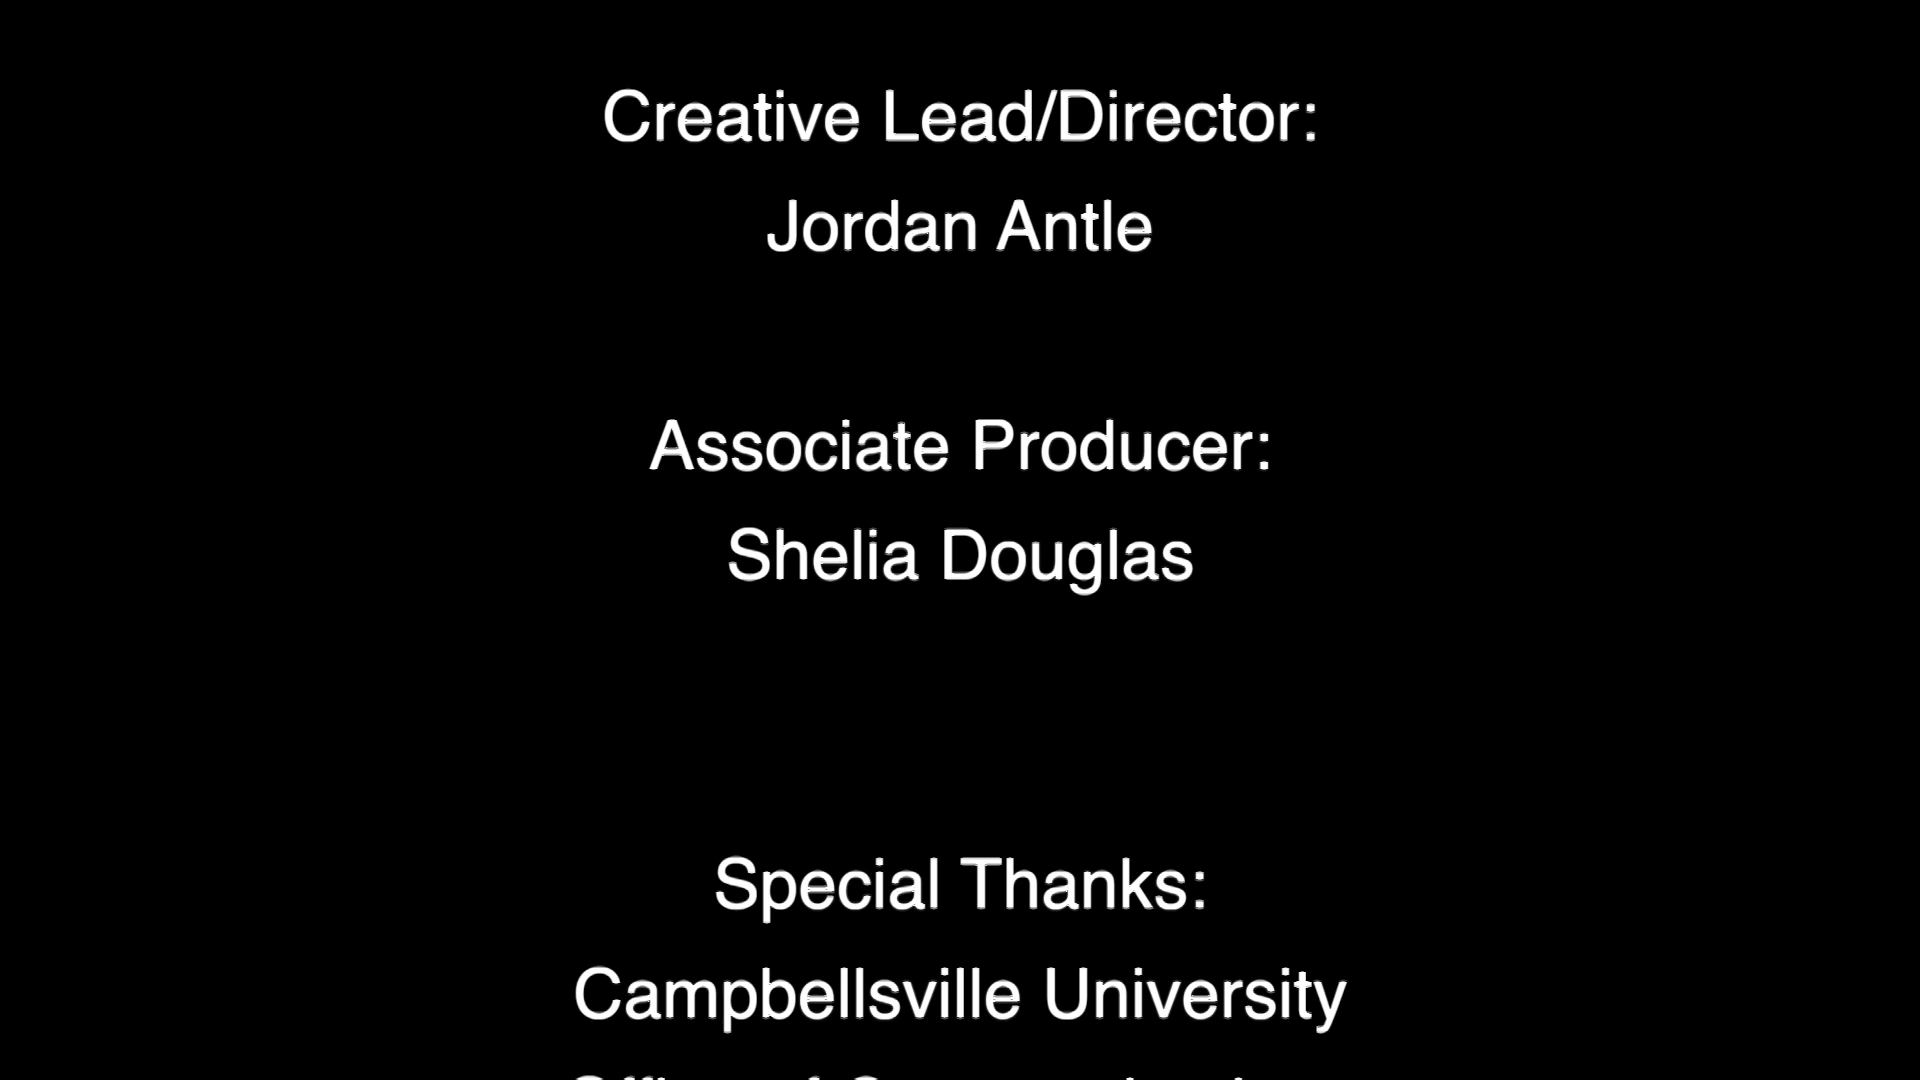 Creative Lead/Director:
Jordan Antle
Associate Producer:
Shelia Douglas
Special Thanks:
Campbellsville University